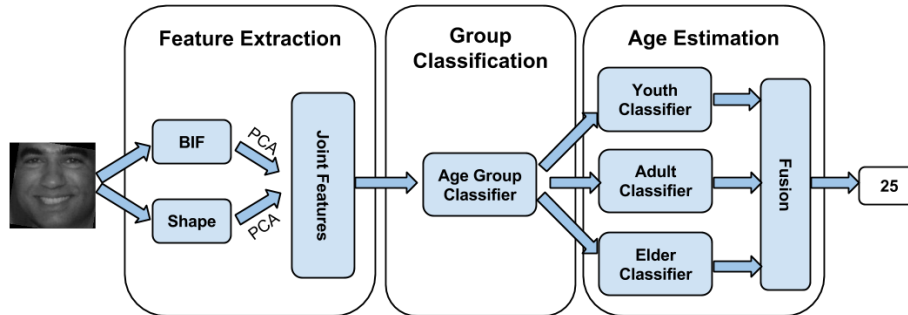 Feature Extraction
BIF
PCA
Shape
PCA
Joint Features
Group
Classification
Age Group
Classifier
Age Estimation
Youth
Classifier
Adult
Classifier
Elder
Classifier
Fusion
25